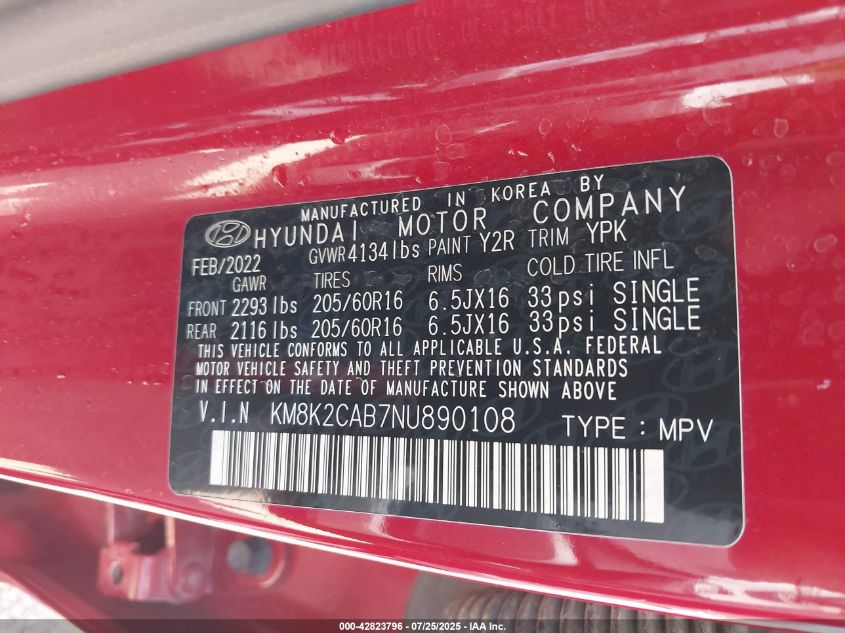 MANUFACTURED IN KOREA BY
HYUNDAI MOTOR COMPANY
FEB/2022 GVWR 4134lbs PAINT Y2R TRIM YPK
GAWR TIRES RIMS COLD TIRE INFL
FRONT 2293lbs 205/60R16 6.5JX16 33psi SINGLE
REAR 2116lbs 205/60R16 6.5JX16 33psi SINGLE
THIS VEHICLE CONFORMS TO ALL APPLICABLE U.S.A. FEDERAL
MOTOR VEHICLE SAFETY AND THEFT PREVENTION STANDARDS
IN EFFECT ON THE DATE OF MANUFACTURE SHOWN ABOVE
V.I.N KM8K2CAB7NU890108 TYPE : MPV
000-42823796 - 07/25/2025 - IAA Inc.